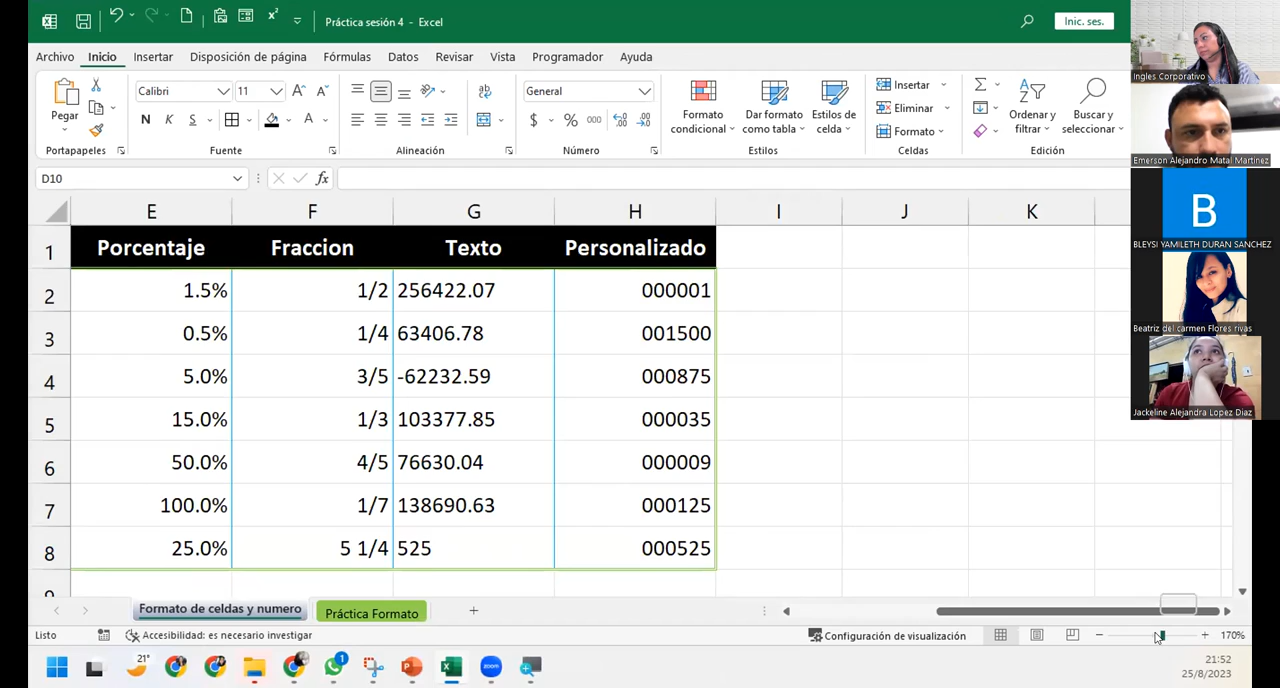 Práctica sesión 4 - Excel
Inic. ses.
Archivo Inicio Insertar Disposición de página Fórmulas Datos Revisar Vista Programador Ayuda
Pegar
Portapapeles
Calibri 11
N K S
Fuente
Alineación
General
$ % 000
Número
Formato condicional
Dar formato como tabla
Estilos de celda
Estilos
Insertar
Eliminar
Formato
Celdas
Ordenar y filtrar
Buscar y seleccionar
Edición
D10
fx
E F G H I J K
1 Porcentaje Fraccion Texto Personalizado
2 1.5% 1/2 256422.07 000001
3 0.5% 1/4 63406.78 001500
4 5.0% 3/5 -62232.59 000875
5 15.0% 1/3 103377.85 000035
6 50.0% 4/5 76630.04 000009
7 100.0% 1/7 138690.63 000125
8 25.0% 5 1/4 525 000525
9
Formato de celdas y numero Práctica Formato
Listo Accesibilidad: es necesario investigar Configuración de visualización 170%
21°
1
zoom
21:52
25/8/2023
Ingles Corporativo
Emerson Alejandro Matal Martinez
B
BLEYSI YAMILETH DURAN SANCHEZ
Beatriz del carmen Flores rivas
Jackeline Alejandra Lopez Diaz